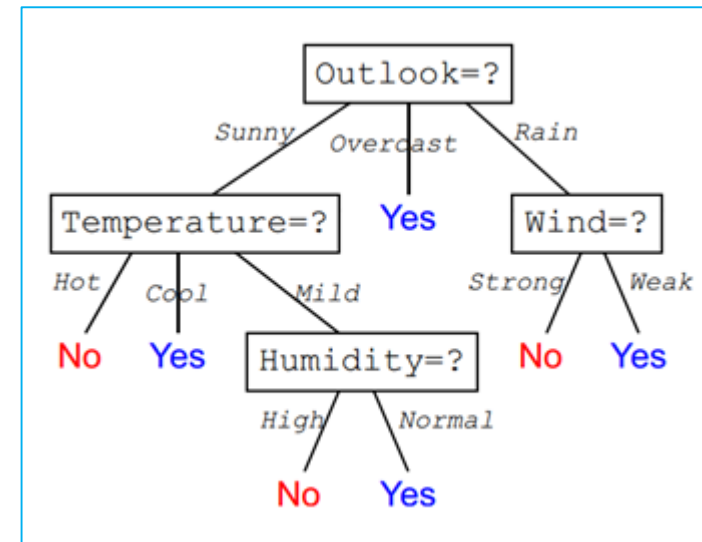 Outlook=?
Sunny Overcast Rain
Temperature=? Yes Wind=?
Hot Cool Mild Strong Weak
No Yes Humidity=? No Yes
High Normal
No Yes